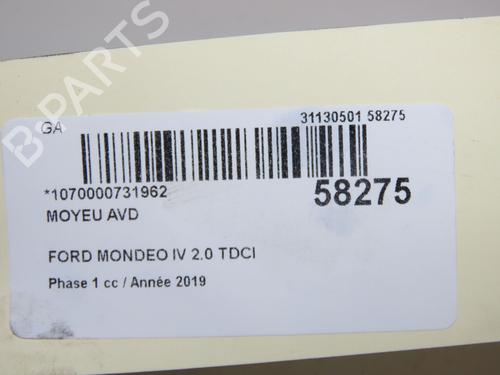 B-PARTS
GA
31130501 58275
*1070000731962
58275
MOYEU AVD
FORD MONDEO IV 2.0 TDCI
Phase 1 cc / Année 2019